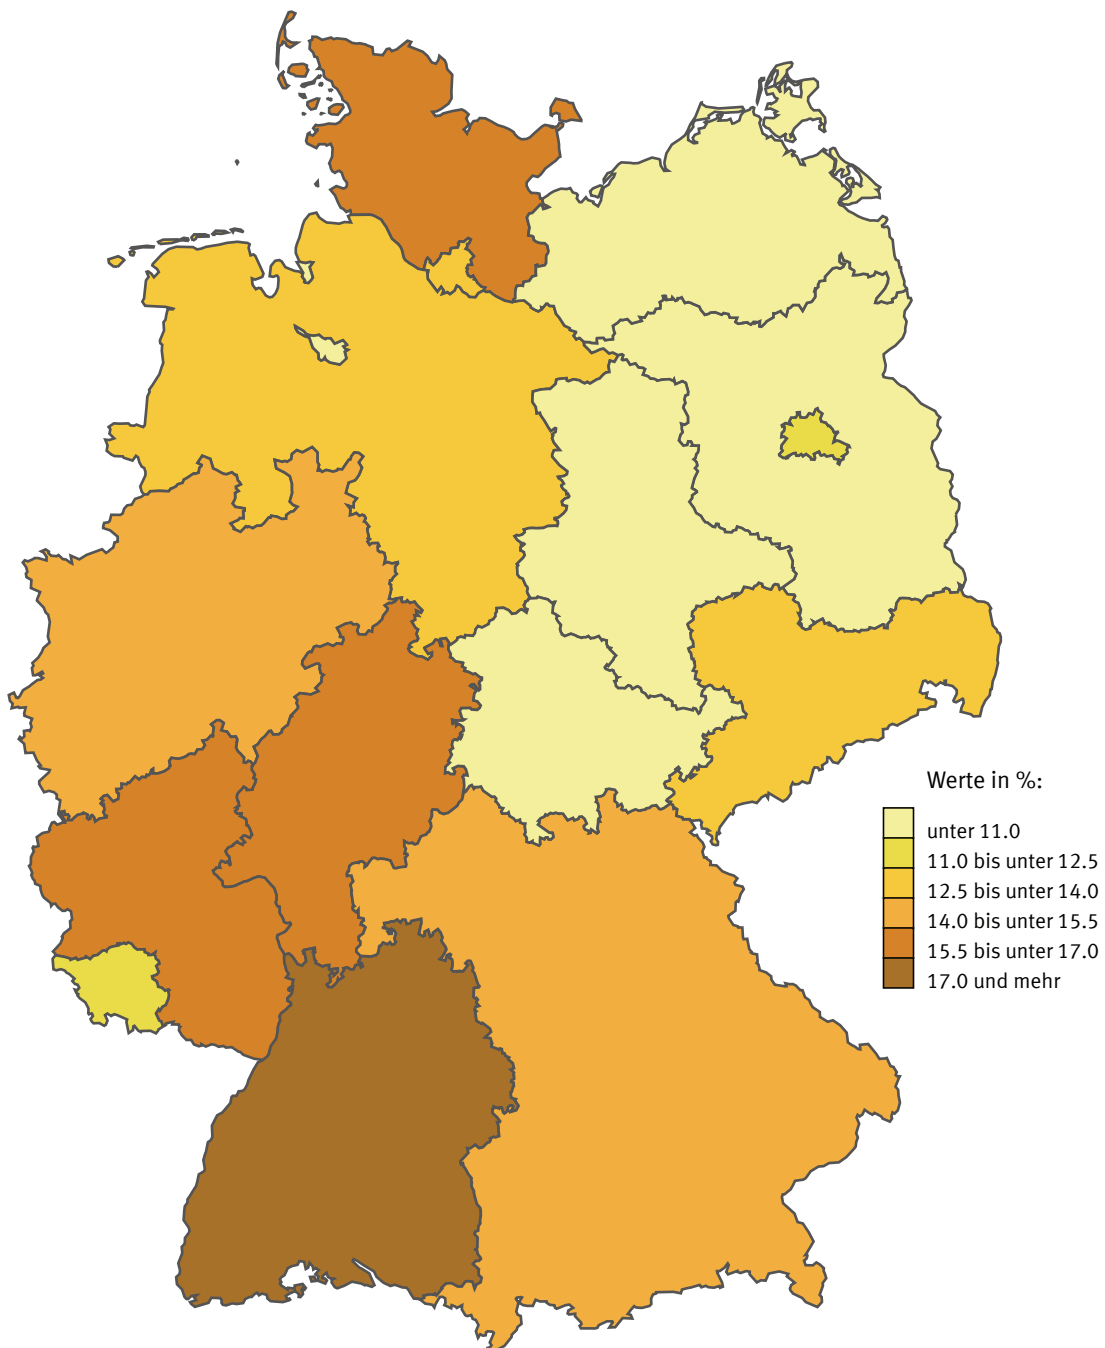 Werte in %:
unter 11.0
11.0 bis unter 12.5
12.5 bis unter 14.0
14.0 bis unter 15.5
15.5 bis unter 17.0
17.0 und mehr